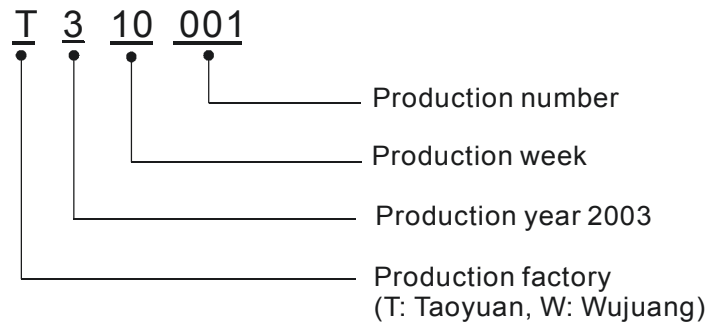 T 3 10 001
Production number
Production week
Production year 2003
Production factory
(T: Taoyuan, W: Wujuang)